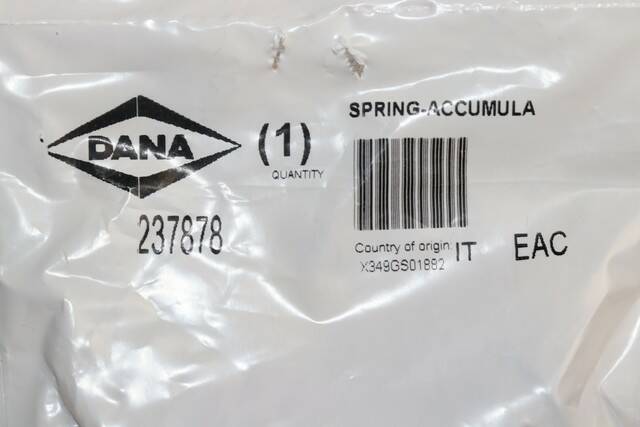 DANA
(1)
QUANTITY
237878
SPRING-ACCUMULA
Country of origin: IT
X349GS01882
EAC